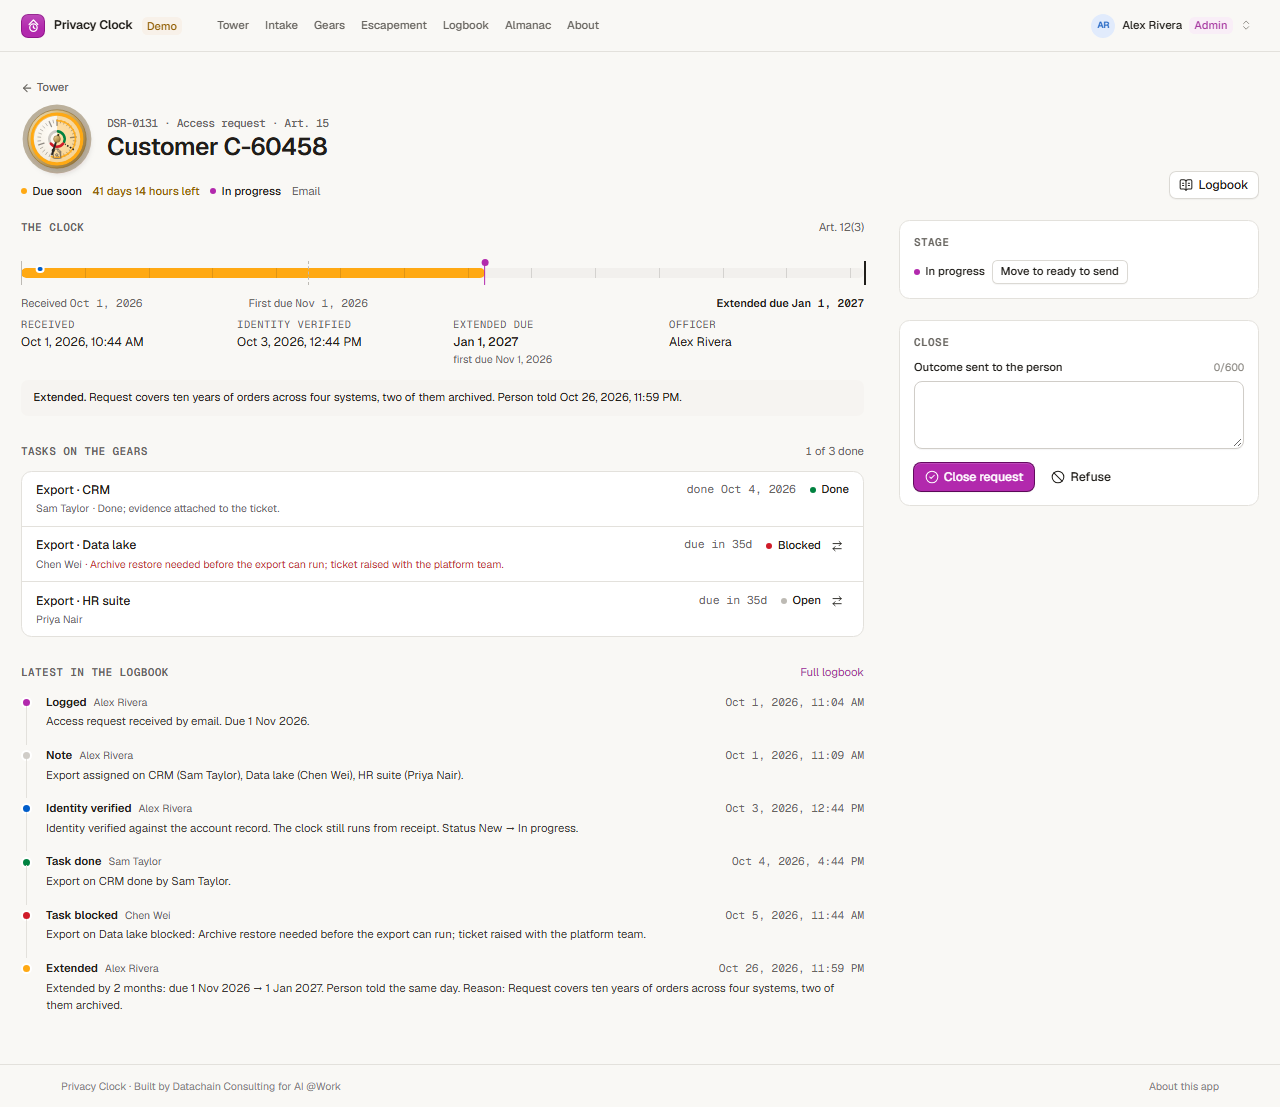 Privacy Clock Demo Tower Intake Gears Escapement Logbook Almanac About AR Alex Rivera Admin
← Tower
DSR-0131 · Access request · Art. 15
Customer C-60458
Due soon 41 days 14 hours left In progress Email
Logbook
THE CLOCK Art. 12(3)
Received Oct 1, 2026 First due Nov 1, 2026 Extended due Jan 1, 2027
RECEIVED IDENTITY VERIFIED EXTENDED DUE OFFICER
Oct 1, 2026, 10:44 AM Oct 3, 2026, 12:44 PM Jan 1, 2027 Alex Rivera
first due Nov 1, 2026
Extended. Request covers ten years of orders across four systems, two of them archived. Person told Oct 26, 2026, 11:59 PM.
TASKS ON THE GEARS 1 of 3 done
Export · CRM done Oct 4, 2026 Done
Sam Taylor · Done; evidence attached to the ticket.
Export · Data lake due in 35d Blocked
Chen Wei · Archive restore needed before the export can run; ticket raised with the platform team.
Export · HR suite due in 35d Open
Priya Nair
LATEST IN THE LOGBOOK Full logbook
Logged Alex Rivera Oct 1, 2026, 11:04 AM
Access request received by email. Due 1 Nov 2026.
Note Alex Rivera Oct 1, 2026, 11:09 AM
Export assigned on CRM (Sam Taylor), Data lake (Chen Wei), HR suite (Priya Nair).
Identity verified Alex Rivera Oct 3, 2026, 12:44 PM
Identity verified against the account record. The clock still runs from receipt. Status New → In progress.
Task done Sam Taylor Oct 4, 2026, 4:44 PM
Export on CRM done by Sam Taylor.
Task blocked Chen Wei Oct 5, 2026, 11:44 AM
Export on Data lake blocked: Archive restore needed before the export can run; ticket raised with the platform team.
Extended Alex Rivera Oct 26, 2026, 11:59 PM
Extended by 2 months: due 1 Nov 2026 → 1 Jan 2027. Person told the same day. Reason: Request covers ten years of orders across four systems, two of
them archived.
STAGE
In progress Move to ready to send
CLOSE
Outcome sent to the person 0/600
Close request Refuse
Privacy Clock · Built by Datachain Consulting for AI @Work About this app